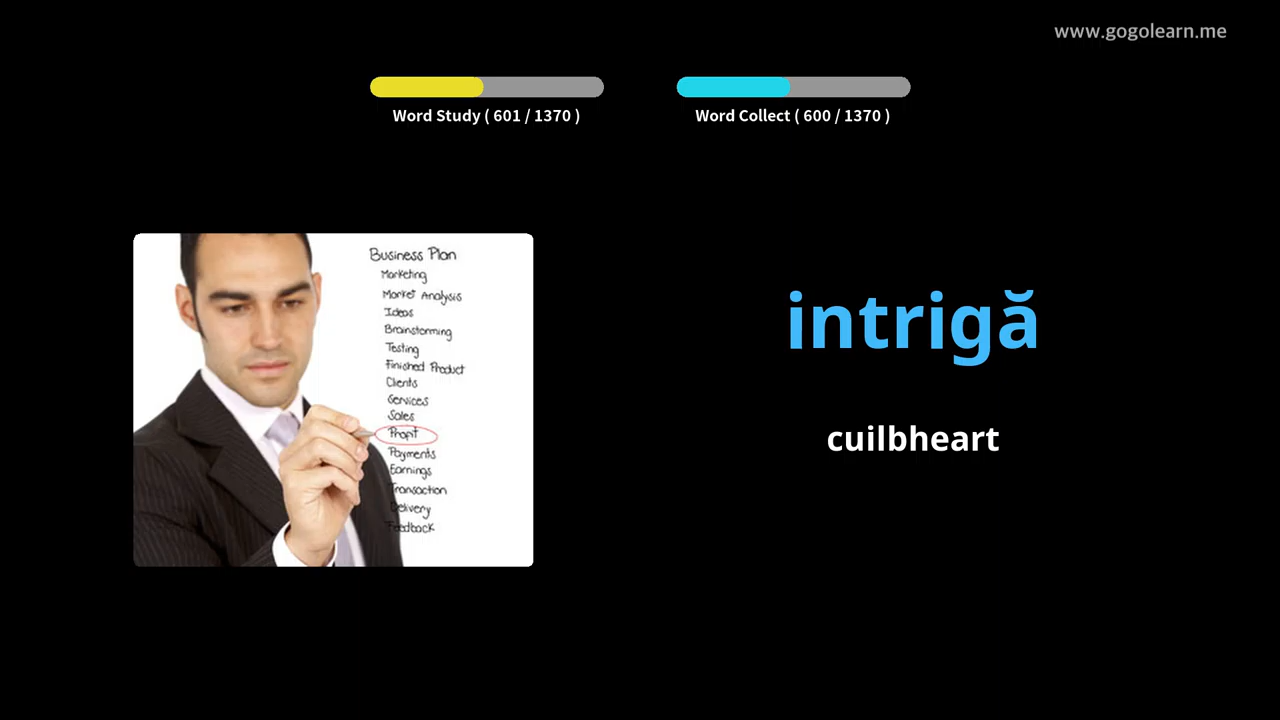 www.gogolearn.me
Word Study ( 601 / 1370 )
Word Collect ( 600 / 1370 )
Business Plan
Marketing
Market Analysis
Ideas
Brainstorming
Testing
Finished Product
Clients
Services
Sales
Profit
Payments
Earnings
Transaction
Delivery
Feedback
intrigă
cuilbheart